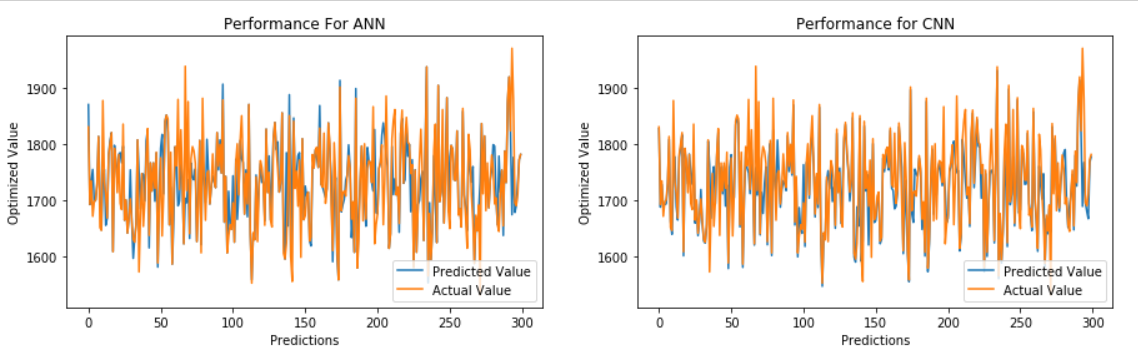 Performance For ANN
Optimized Value
1900
1800
1700
1600
0
50
100
150
200
250
300
Predictions
Predicted Value
Actual Value
Performance for CNN
Optimized Value
1900
1800
1700
1600
0
50
100
150
200
250
300
Predictions
Predicted Value
Actual Value